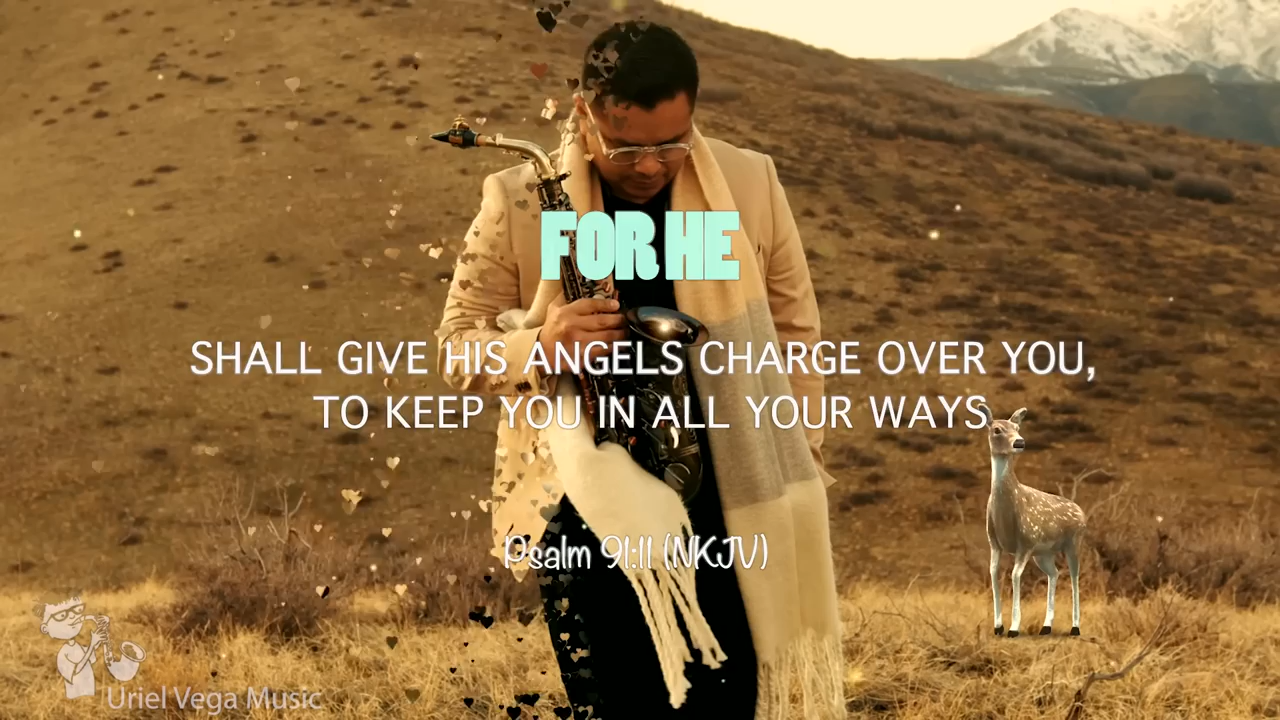 FOR HE
SHALL GIVE HIS ANGELS CHARGE OVER YOU,
TO KEEP YOU IN ALL YOUR WAYS
Psalm 91:11 (NKJV)
Uriel Vega Music